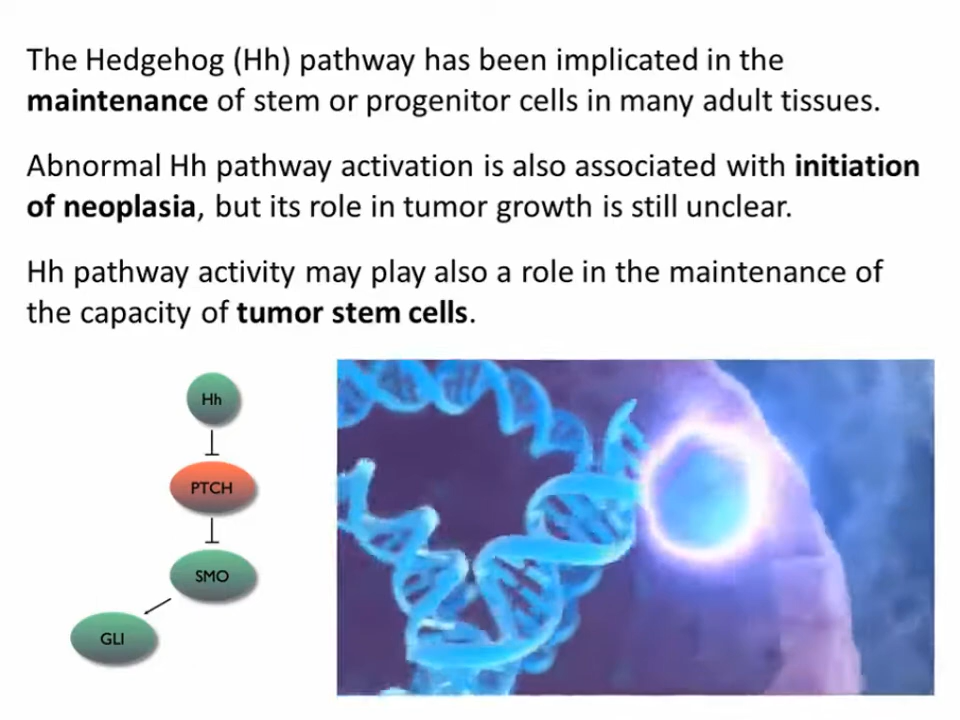 The Hedgehog (Hh) pathway has been implicated in the
maintenance of stem or progenitor cells in many adult tissues.
Abnormal Hh pathway activation is also associated with initiation
of neoplasia, but its role in tumor growth is still unclear.
Hh pathway activity may play also a role in the maintenance of
the capacity of tumor stem cells.
Hh
PTCH
SMO
GLI